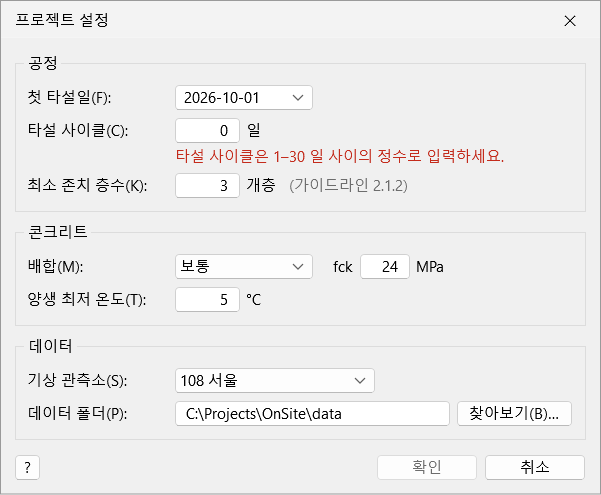 프로젝트 설정
공정
첫 타설일(F): 2026-10-01
타설 사이클(C): 0 일
타설 사이클은 1–30 일 사이의 정수로 입력하세요.
최소 존치 층수(K): 3 개층 (가이드라인 2.1.2)
콘크리트
배합(M): 보통 fck 24 MPa
양생 최저 온도(T): 5 °C
데이터
기상 관측소(S): 108 서울
데이터 폴더(P): C:\Projects\OnSite\data 찾아보기(B)...
? 확인 취소